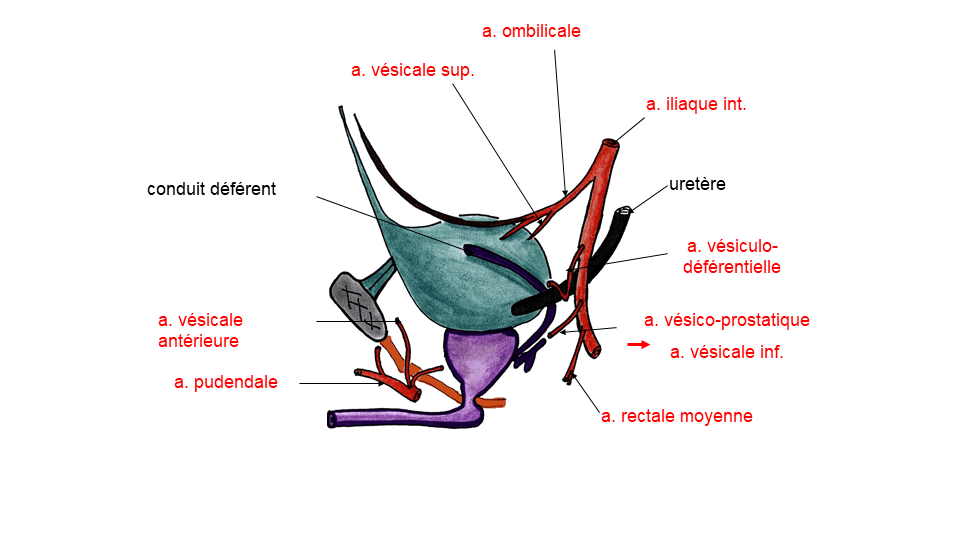 a. ombilicale
a. vésicale sup.
a. iliaque int.
conduit déférent
uretère
a. vésiculo-
déférentielle
a. vésicale
antérieure
a. vésico-prostatique
a. vésicale inf.
a. pudendale
a. rectale moyenne